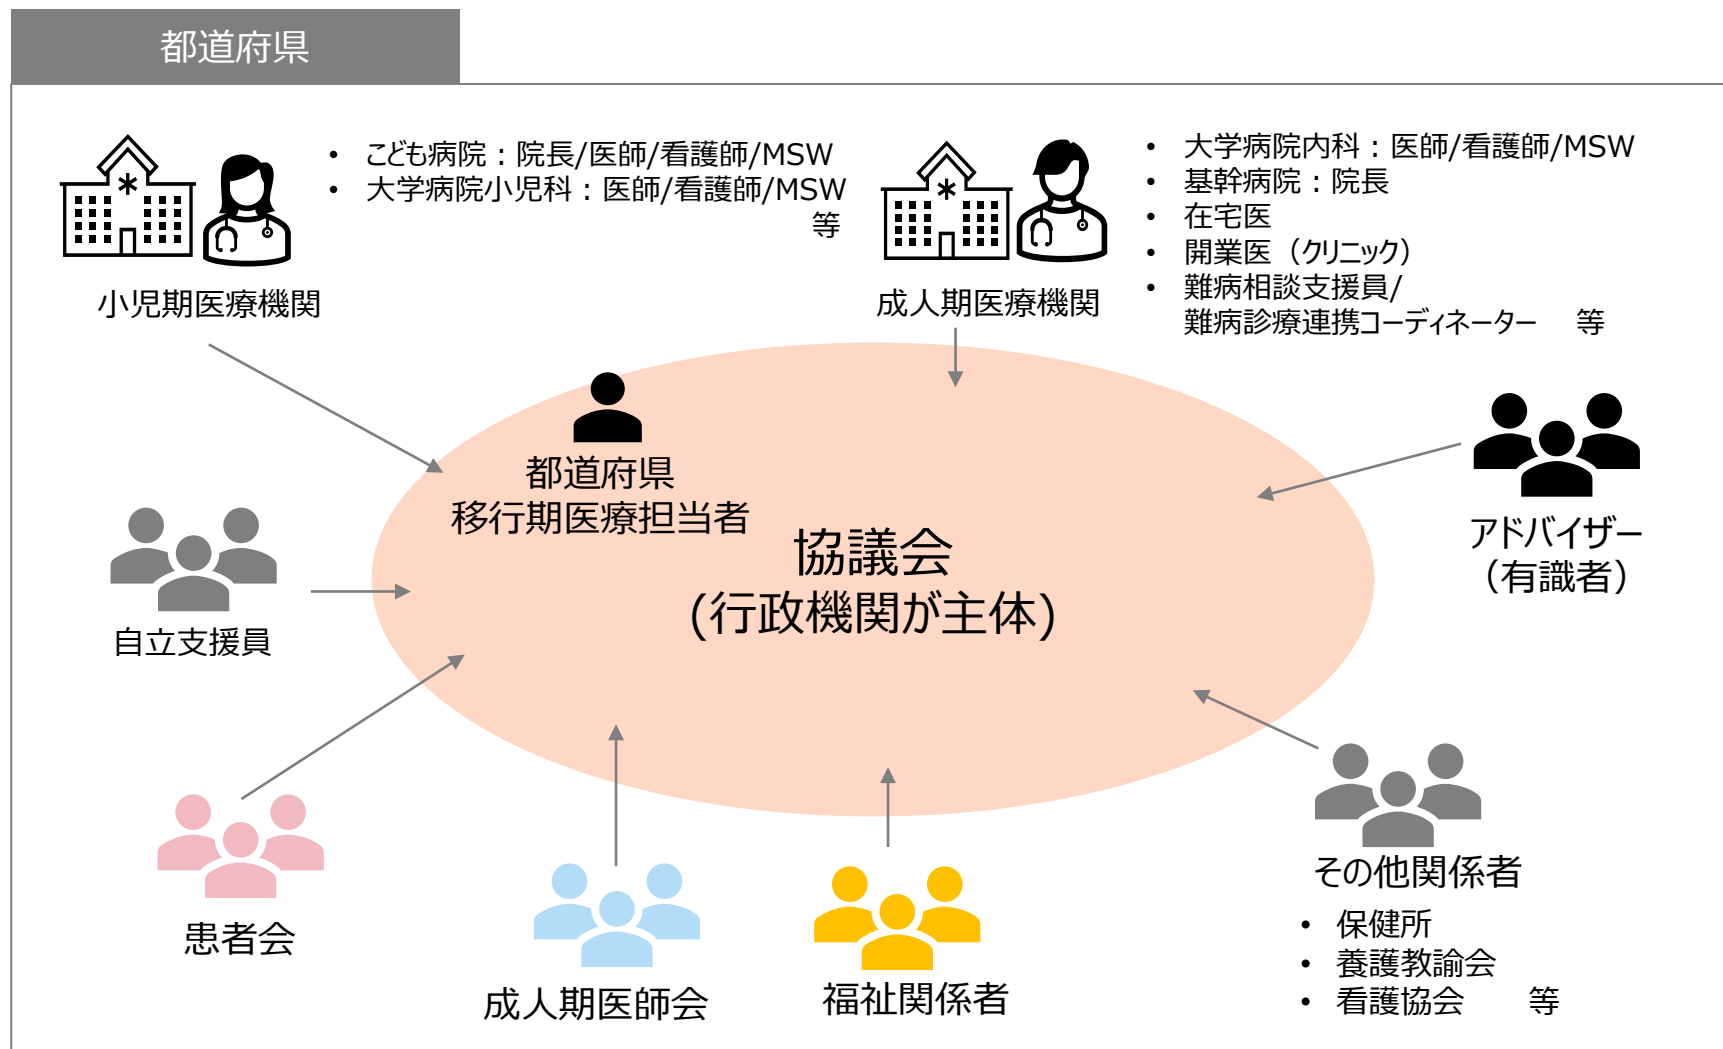 都道府県
• こども病院：院長/医師/看護師/MSW
• 大学病院小児科：医師/看護師/MSW
等
小児期医療機関
• 大学病院内科：医師/看護師/MSW
• 基幹病院：院長
• 在宅医
• 開業医（クリニック）
• 難病相談支援員/
難病診療連携コーディネーター 等
成人期医療機関
都道府県
移行期医療担当者
協議会
(行政機関が主体)
アドバイザー
（有識者）
自立支援員
患者会
成人期医師会
福祉関係者
その他関係者
• 保健所
• 養護教諭会
• 看護協会 等